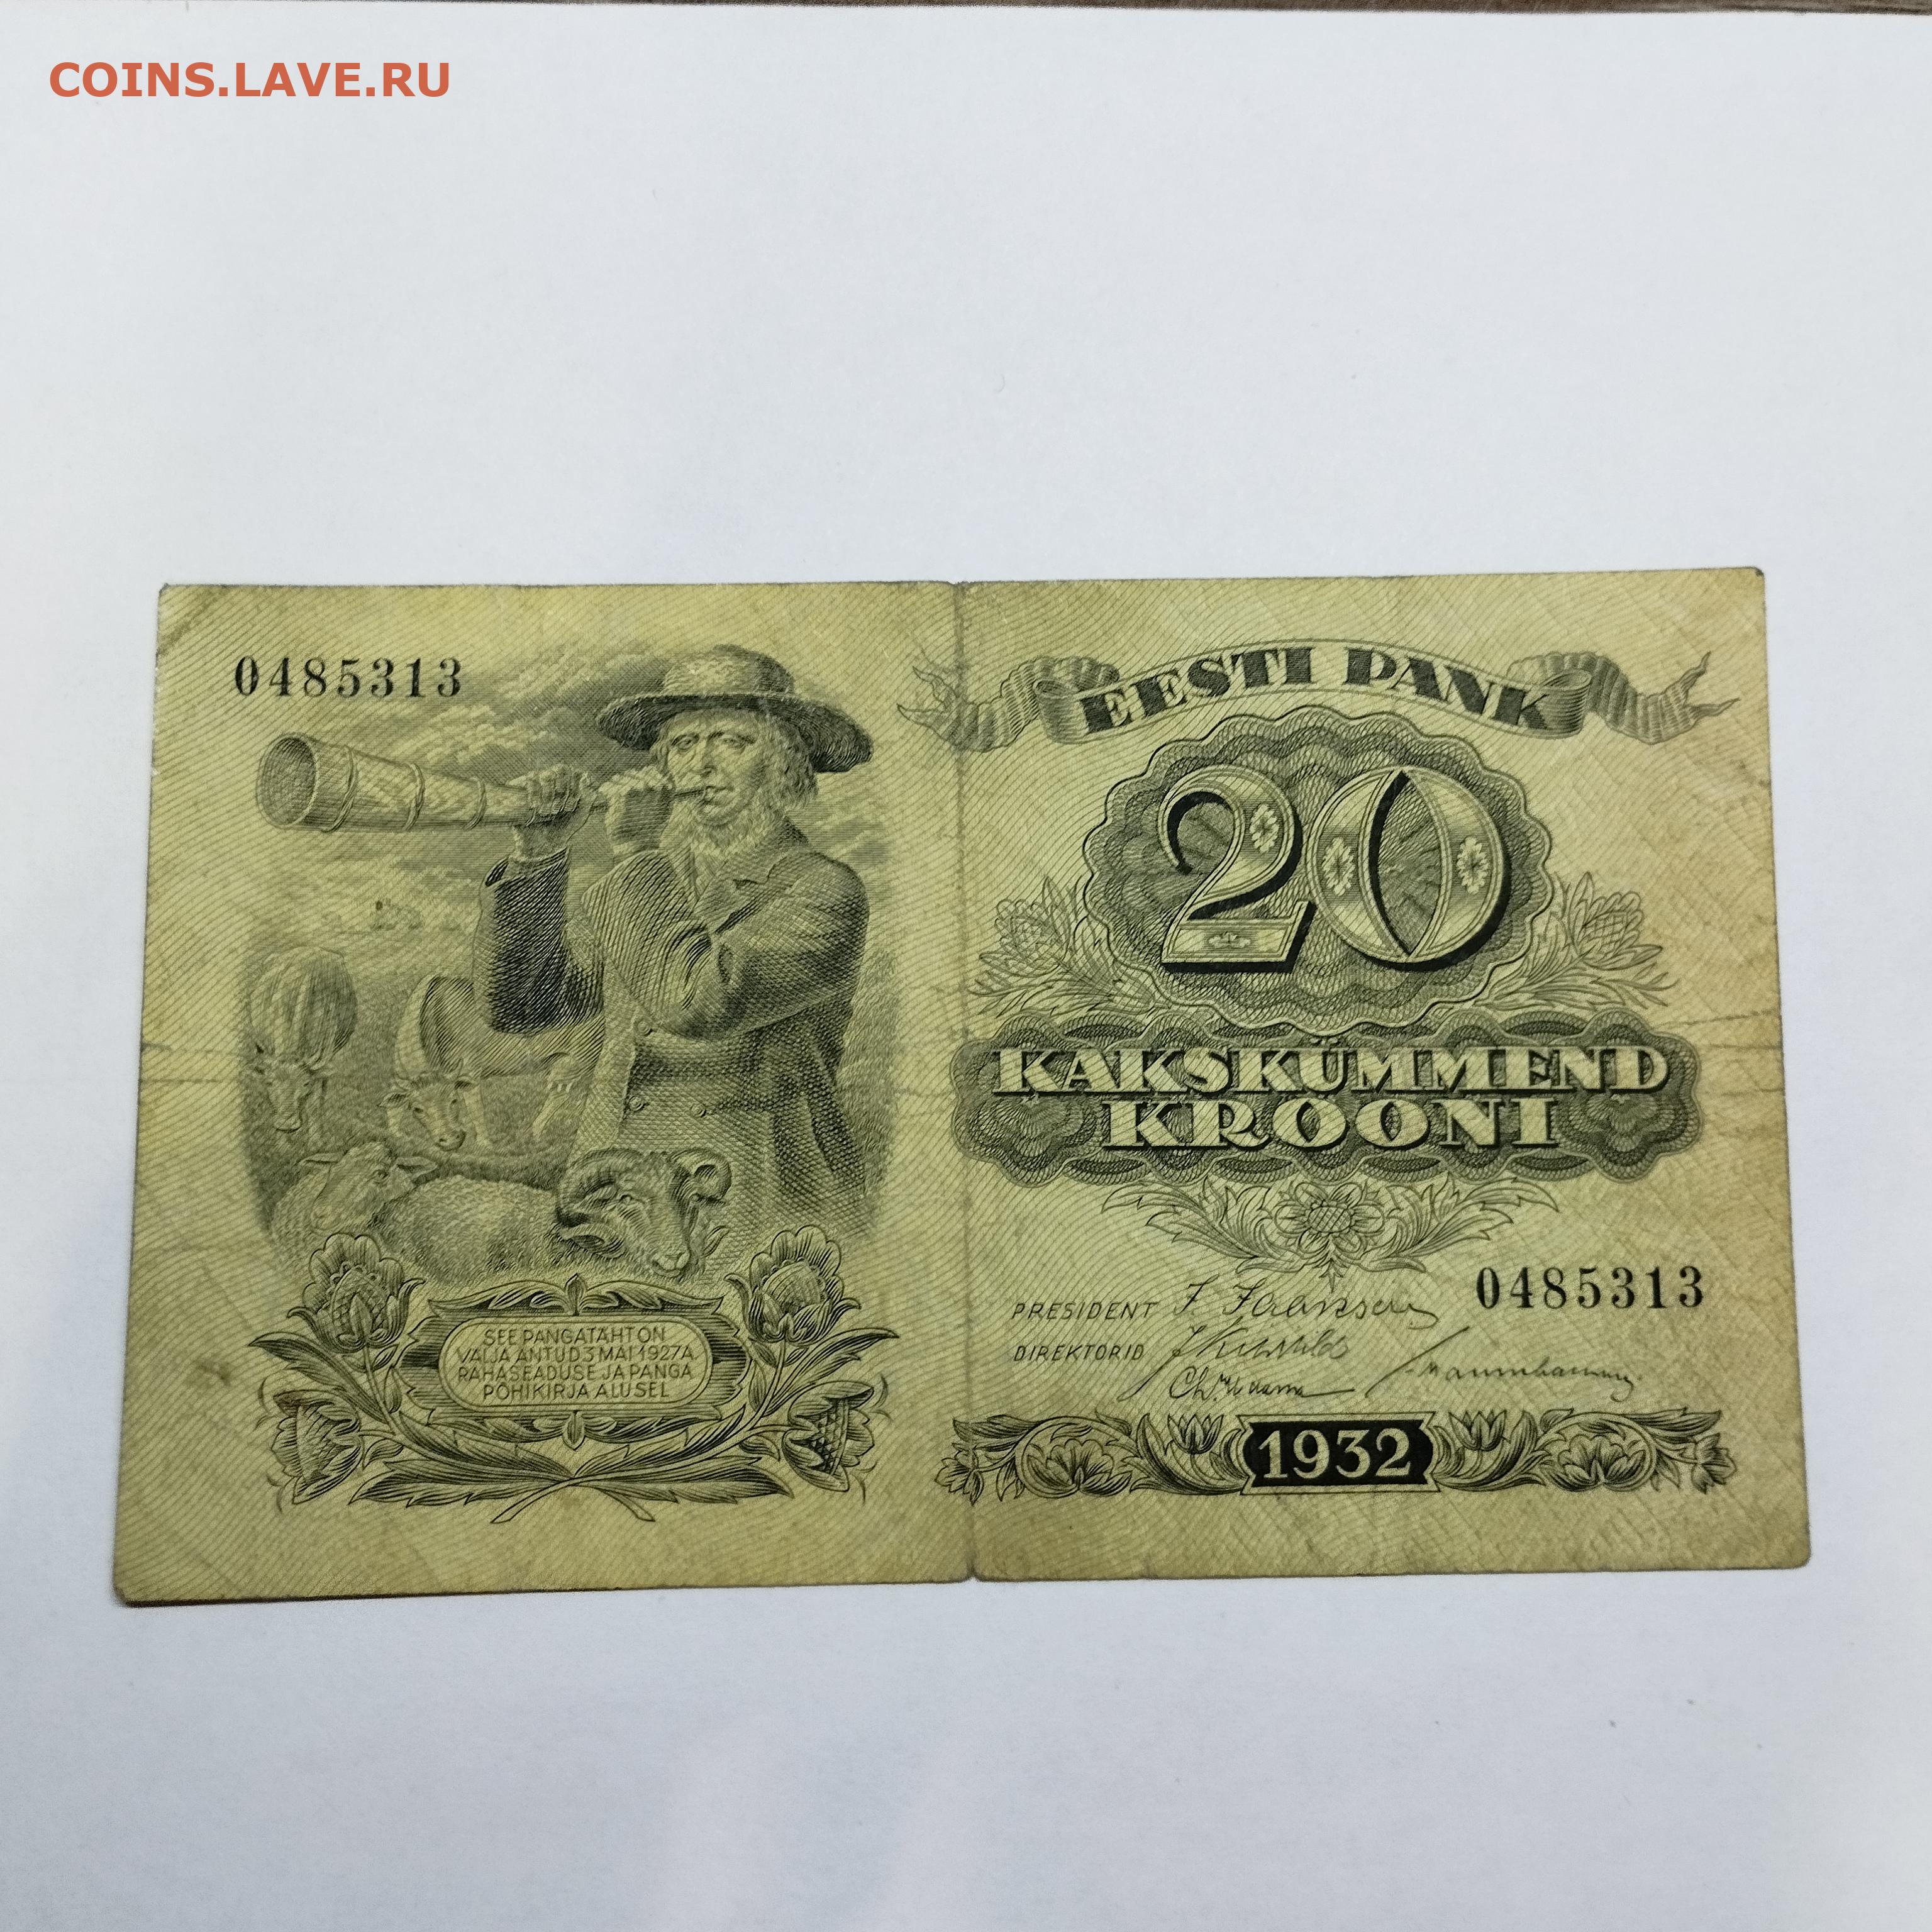 COINS.LAVE.RU
0485313
EESTI PANK
20
KAKSKÜMMEND
KROONI
0485313
PRESIDENT
DIREKTORID
SEE PANGATÄHT ON
VÄLJA ANTUD 3 MAI 1927 A.
RAHASEADUSE JA PANGA
PÕHIKIRJA ALUSEL
1932